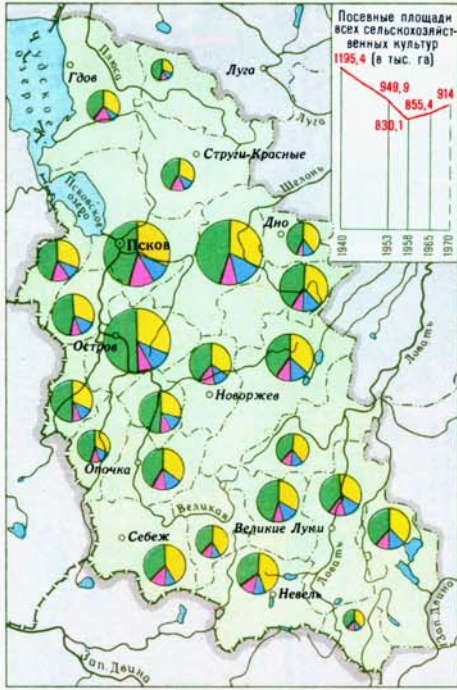 Посевные площади
всех сельскохозяйст-
венных культур
(в тыс. га)
1195,4
949,9
830,1
855,4
914
1940
1953
1958
1965
1970
Чудское озеро
Гдов
Плюсса
Луга
Луга
Струги-Красные
Шелонь
Псковское
озеро
Дно
Псков
Остров
Ловать
Новоржев
Опочка
Великая
Себеж
Великие Луки
Ловать
Невель
Зап. Двина
Зап. Двина